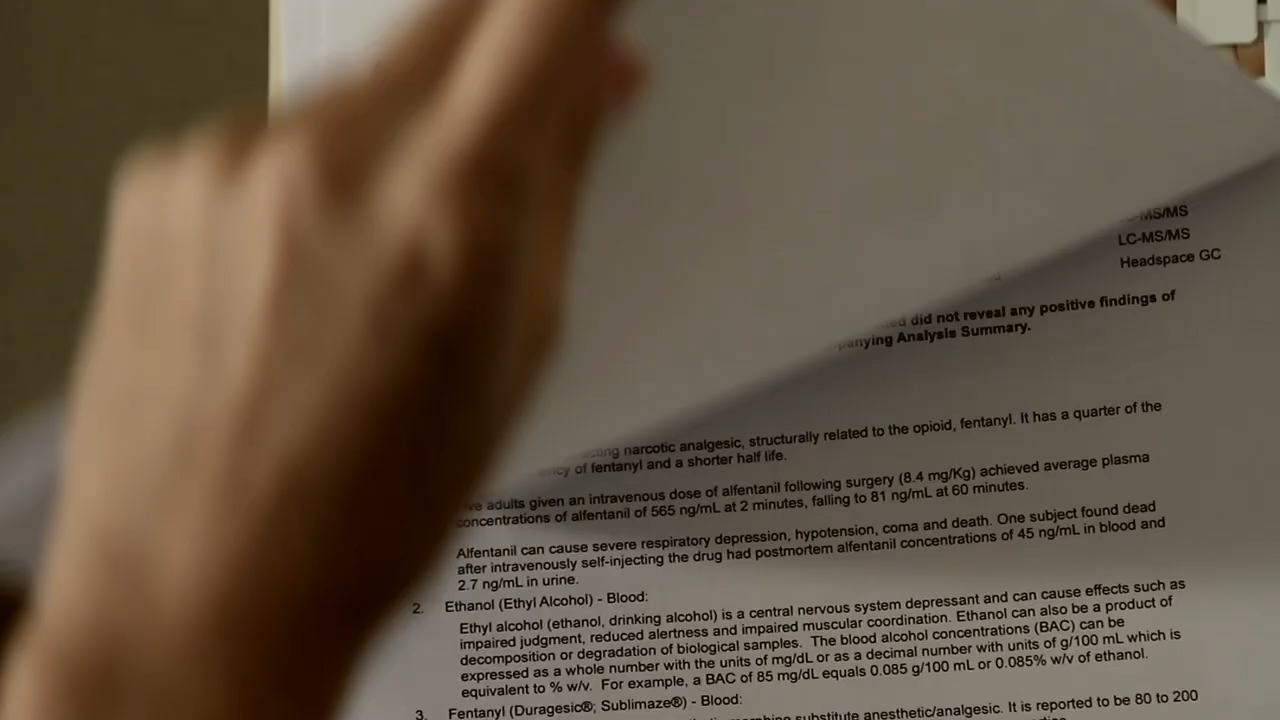 LC-MS/MS
LC-MS/MS
Headspace GC
did not reveal any positive findings of
Analysis Summary.
narcotic analgesic, structurally related to the opioid, fentanyl. It has a quarter of the
of fentanyl and a shorter half life.
adults given an intravenous dose of alfentanil following surgery (8.4 mg/Kg) achieved average plasma
concentrations of alfentanil of 565 ng/mL at 2 minutes, falling to 81 ng/mL at 60 minutes.
Alfentanil can cause severe respiratory depression, hypotension, coma and death. One subject found dead
after intravenously self-injecting the drug had postmortem alfentanil concentrations of 45 ng/mL in blood and
2.7 ng/mL in urine.
2. Ethanol (Ethyl Alcohol) - Blood:
Ethyl alcohol (ethanol, drinking alcohol) is a central nervous system depressant and can cause effects such as
impaired judgment, reduced alertness and impaired muscular coordination. Ethanol can also be a product of
decomposition or degradation of biological samples. The blood alcohol concentrations (BAC) can be
expressed as a whole number with the units of mg/dL or as a decimal number with units of g/100 mL which is
equivalent to % w/v. For example, a BAC of 85 mg/dL equals 0.085 g/100 mL or 0.085% w/v of ethanol.
3. Fentanyl (Duragesic®; Sublimaze®) - Blood:
substitute anesthetic/analgesic. It is reported to be 80 to 200